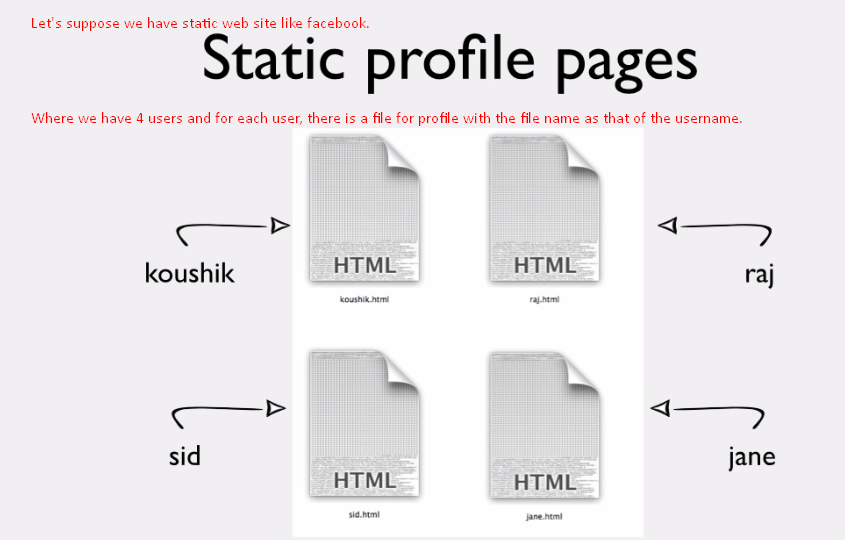 Let's suppose we have static web site like facebook.
Static profile pages
Where we have 4 users and for each user, there is a file for profile with the file name as that of the username.
HTML
HTML
koushik
koushik.html
raj.html
raj
HTML
HTML
sid
jane
sid.html
jane.html